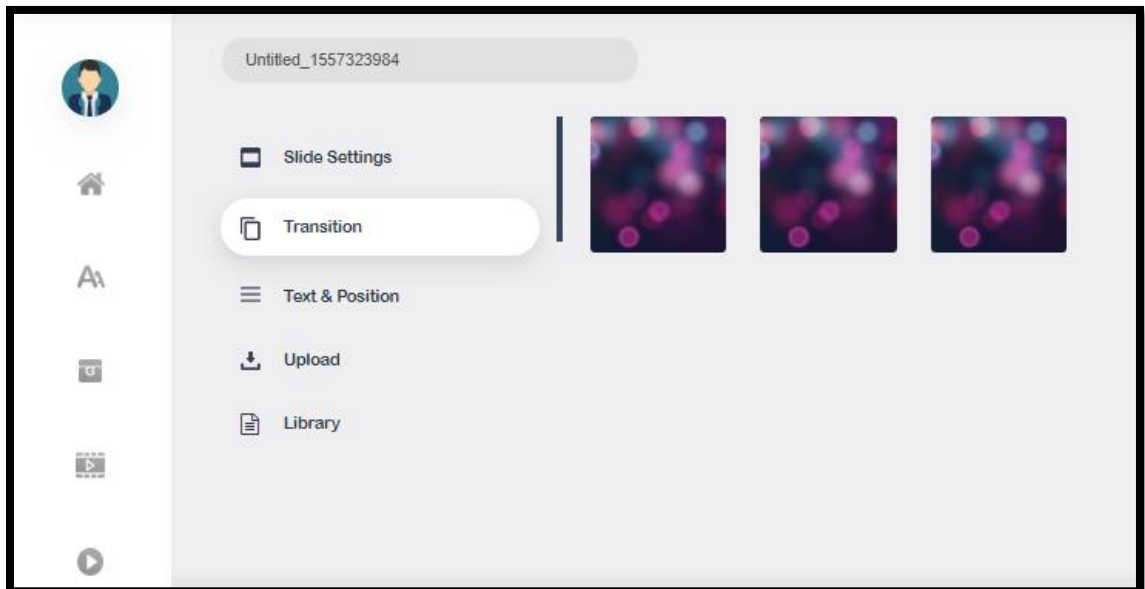 Untitled_1557323984
Slide Settings
Transition
Text & Position
Upload
Library